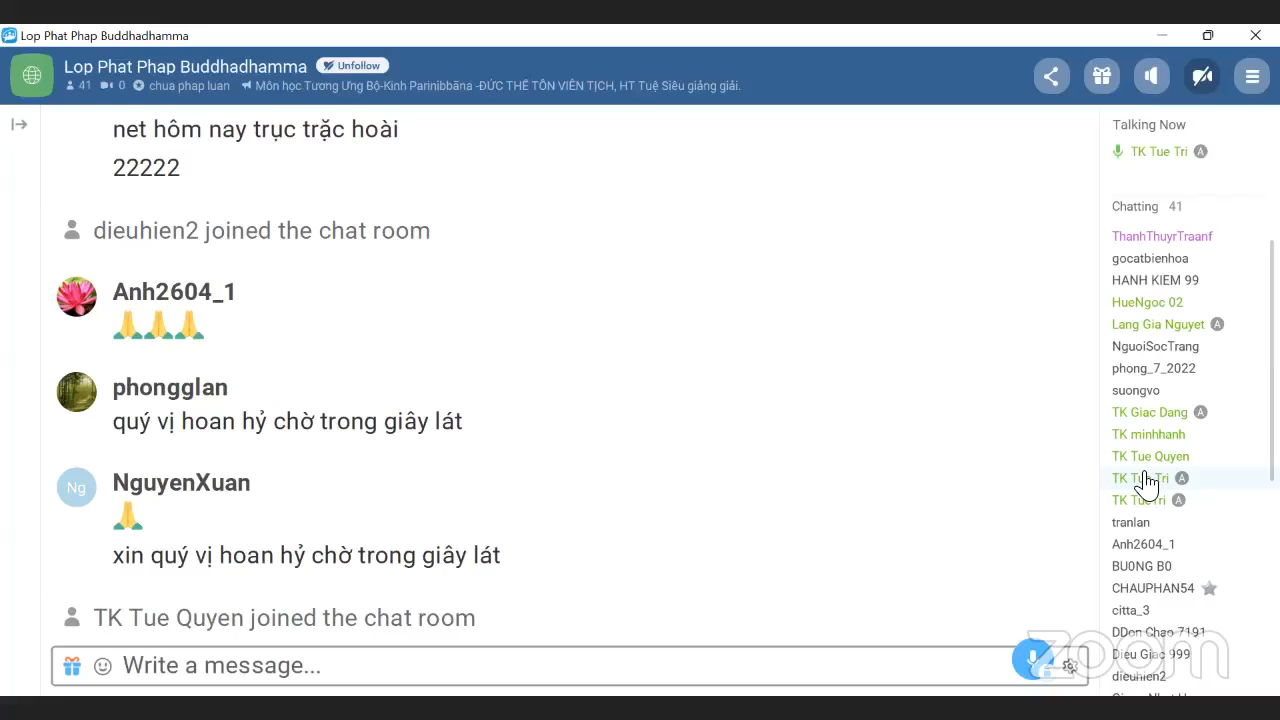 Lop Phat Phap Buddhadhamma
Lop Phat Phap Buddhadhamma Unfollow
41 0 chua phap luan Môn học Tương Ưng Bộ-Kinh Parinibbāna -ĐỨC THẾ TÔN VIÊN TỊCH, HT Tuệ Siêu giảng giải.
net hôm nay trục trặc hoài
22222
dieuhien2 joined the chat room
Anh2604_1
phongglan
quý vị hoan hỷ chờ trong giây lát
Ng NguyenXuan
xin quý vị hoan hỷ chờ trong giây lát
TK Tue Quyen joined the chat room
Write a message...
Talking Now
TK Tue Tri A
Chatting 41
ThanhThuyrTraanf
gocatbienhoa
HANH KIEM 99
HueNgoc 02
Lang Gia Nguyet A
NguoiSocTrang
phong_7_2022
suongvo
TK Giac Dang A
TK minhhanh
TK Tue Quyen
TK Tue Tri A
TK TueTri A
tranlan
Anh2604_1
BU0NG B0
CHAUPHAN54
citta_3
DDon Chao 7191
Dieu Giac 999
dieuhien2
zoom